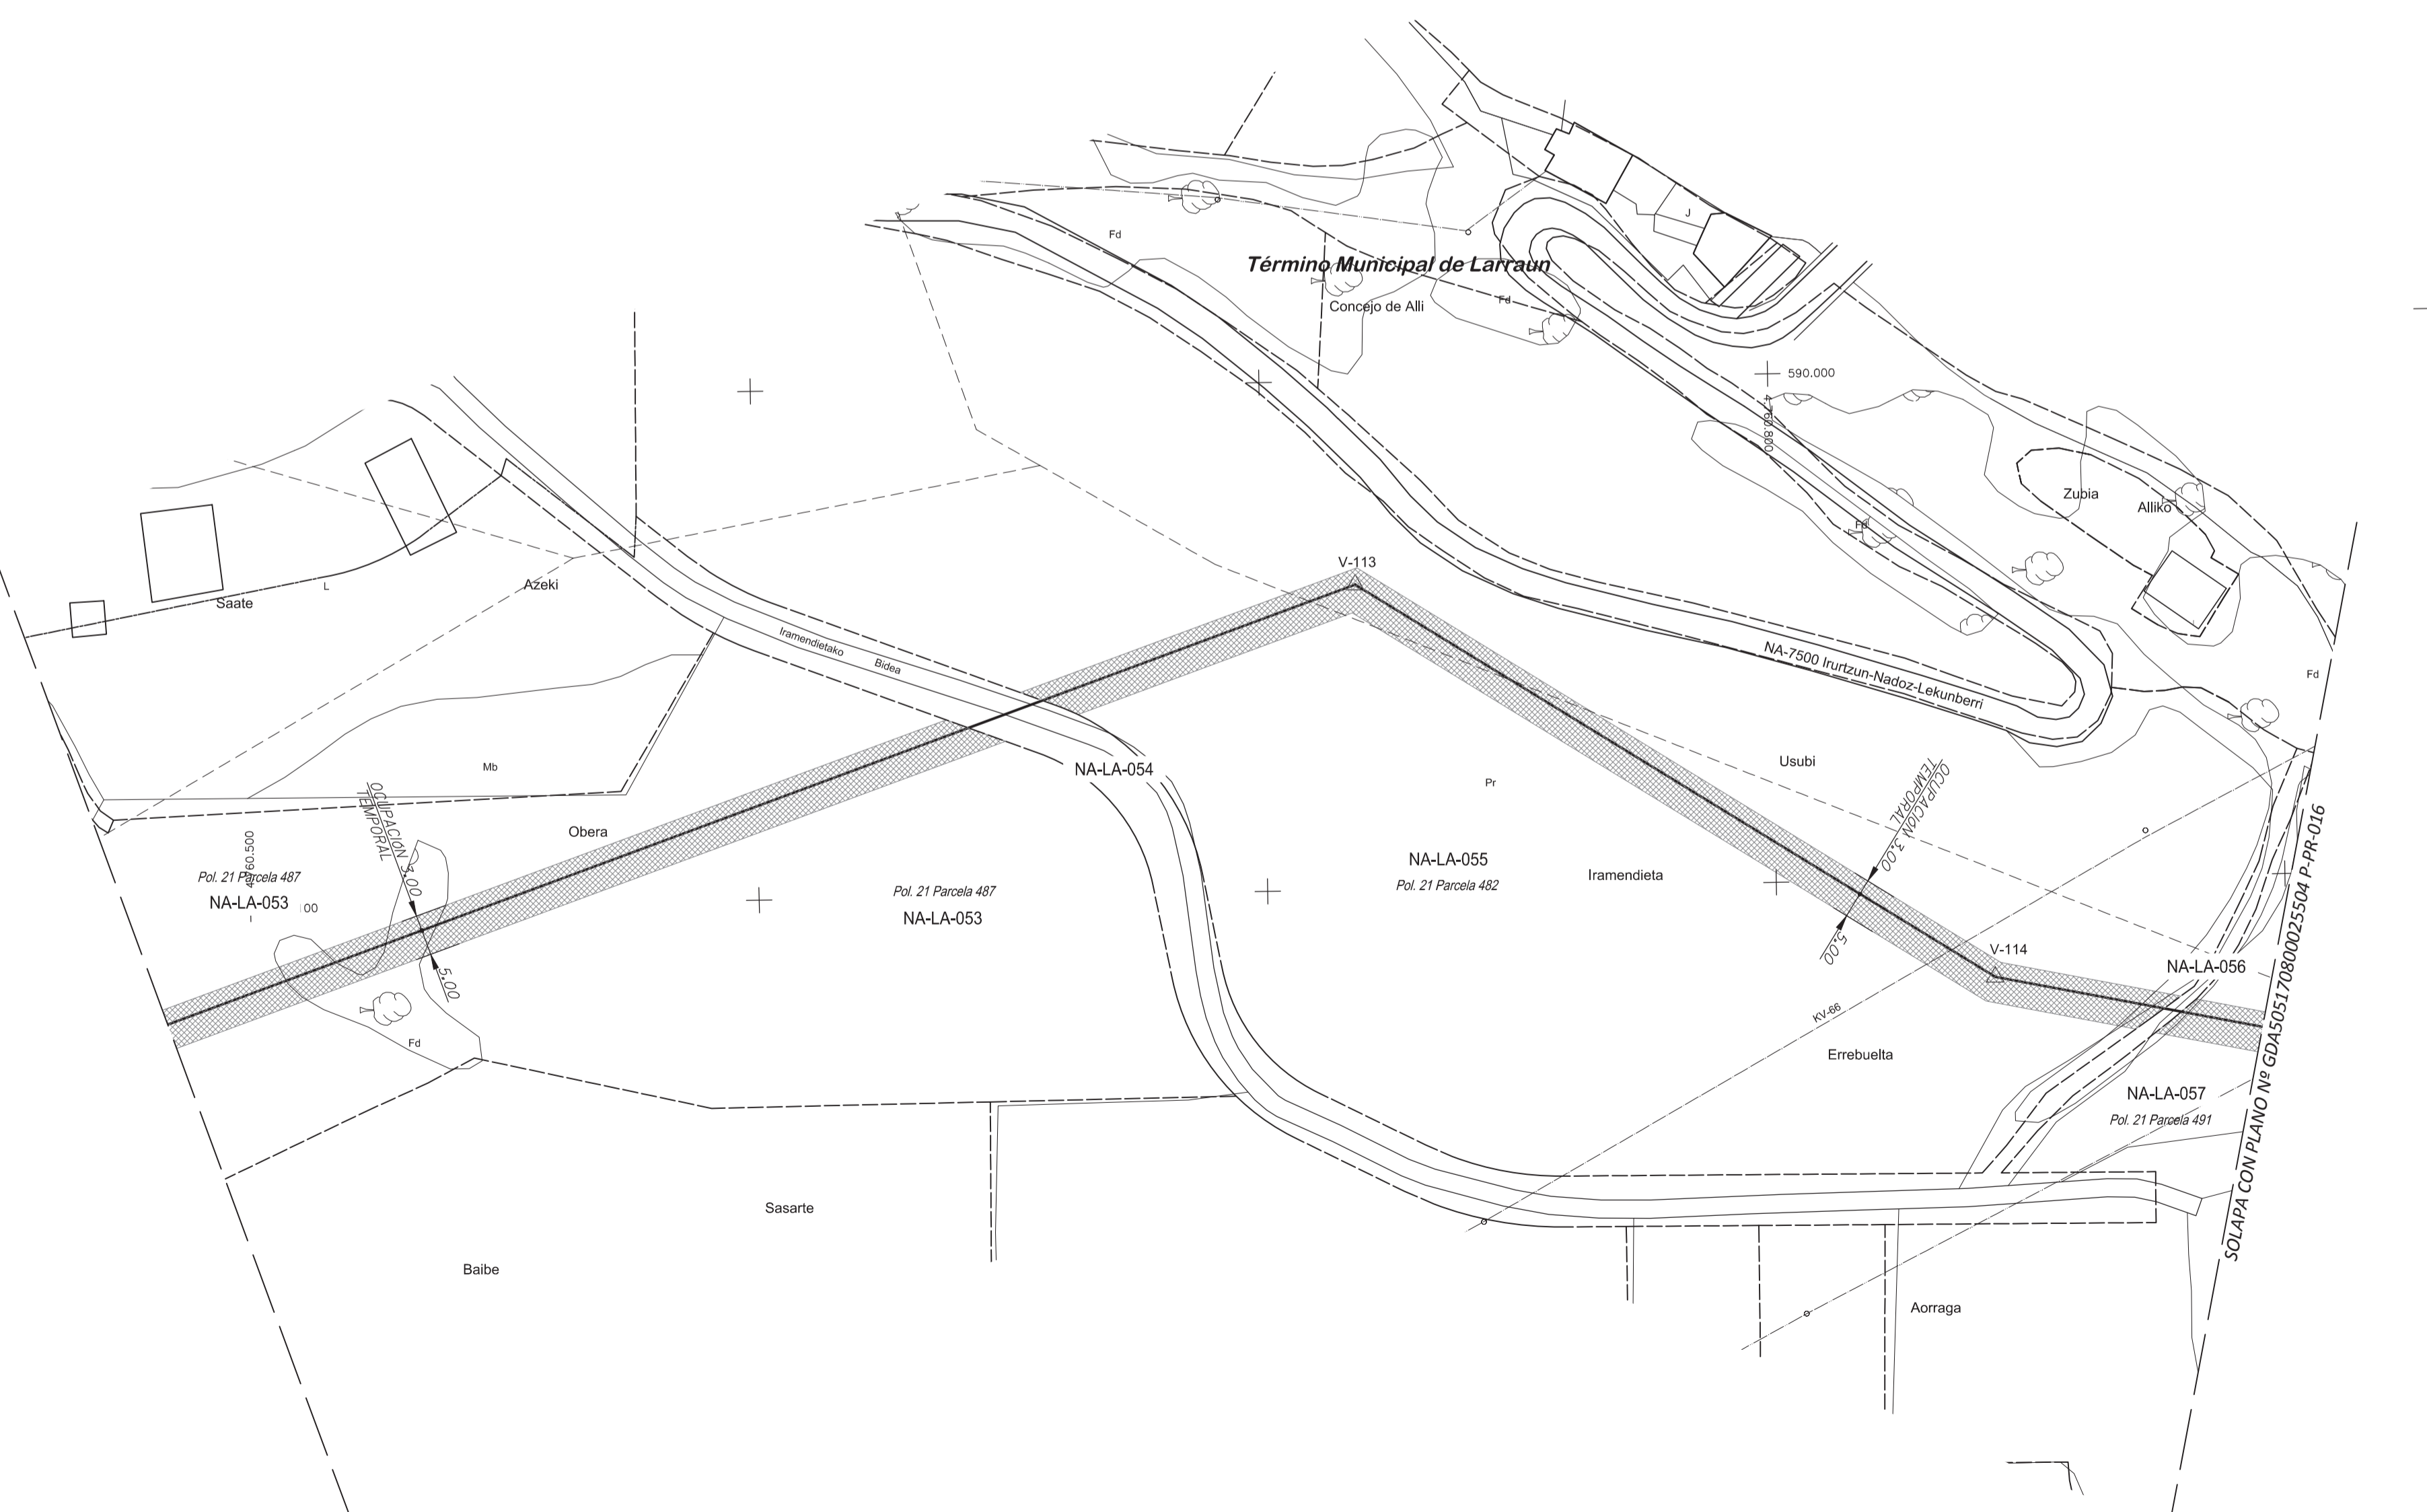 J
Fd
Término Municipal de Larraun
Concejo de Alli
Fd
590.000
4.760.800
Zubia
Alliko
Fd
V-113
Azeki
L
Saate
Iramendietako Bidea
NA-7500 Irurtzun-Nadoz-Lekunberri
Fd
Mb
NA-LA-054
Usubi
Pr
OCUPACIÓN 3.00
TEMPORAL
OCUPACIÓN 3.00
TEMPORAL
Obera
NA-LA-055
Pol. 21 Parcela 482
Iramendieta
Pol. 21 Parcela 487
NA-LA-053
00
Pol. 21 Parcela 487
NA-LA-053
5.00
5.00
V-114
NA-LA-056
KV-66
Fd
Errebuelta
NA-LA-057
Pol. 21 Parcela 491
SOLAPA CON PLANO Nº GDA505170800025504 P-PR-016
Sasarte
Baibe
Aorraga